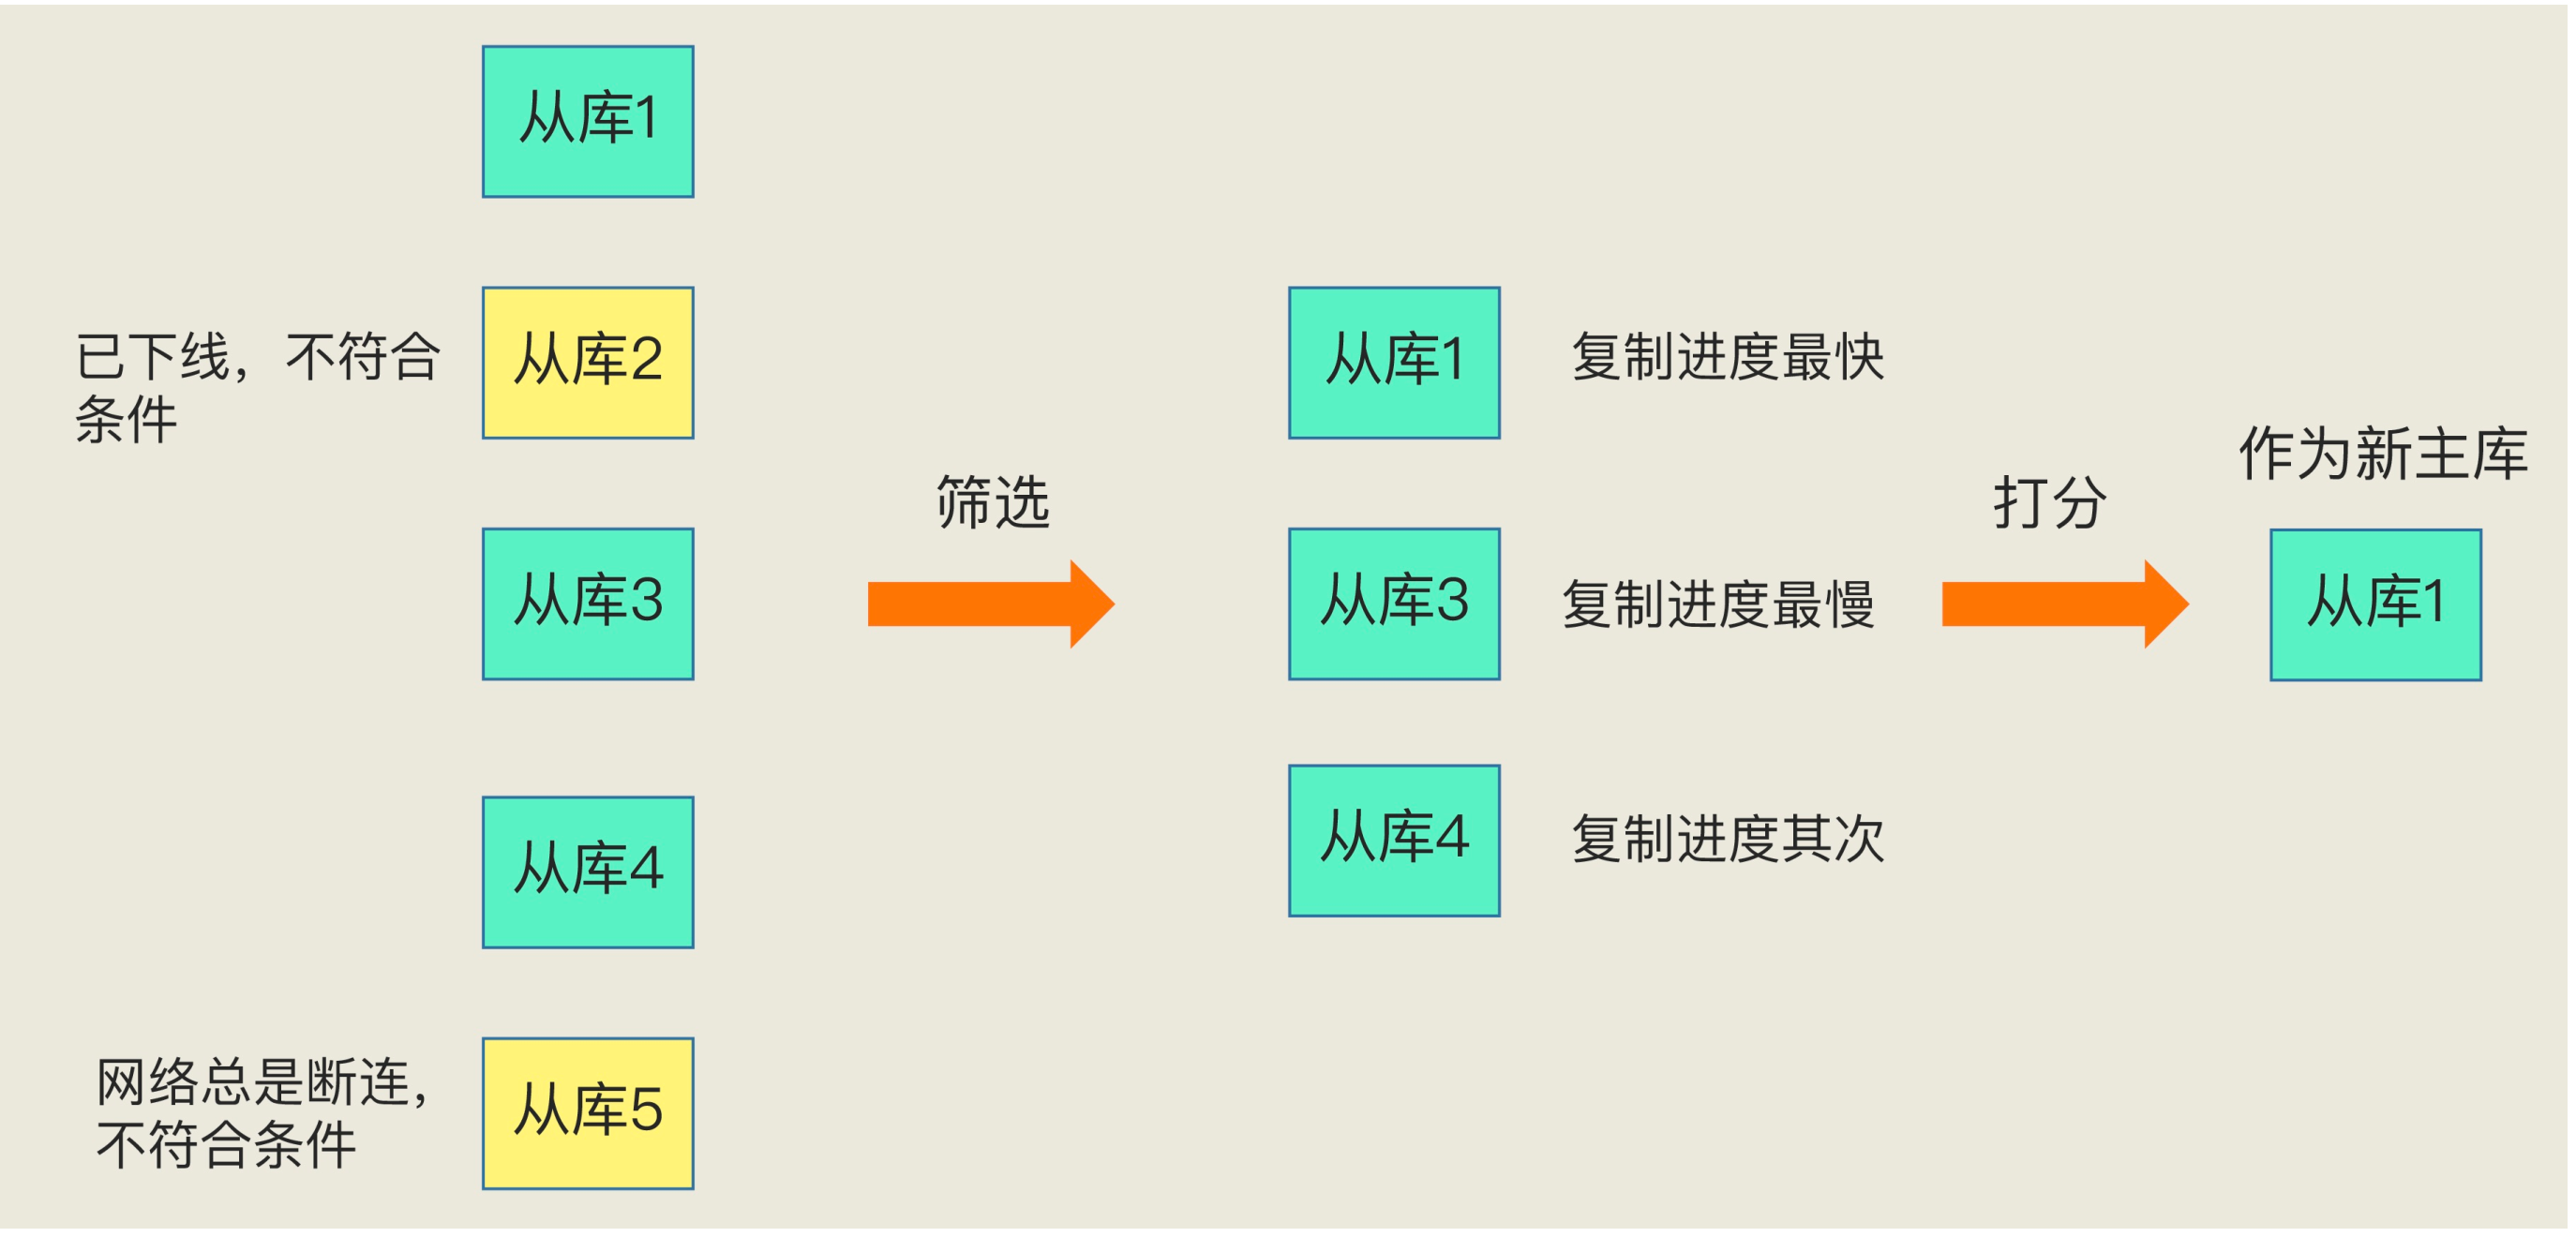 从库1
已下线，不符合
条件
从库2
从库3
从库4
网络总是断连，
不符合条件
从库5
筛选
从库1
复制进度最快
从库3
复制进度最慢
从库4
复制进度其次
打分
作为新主库
从库1